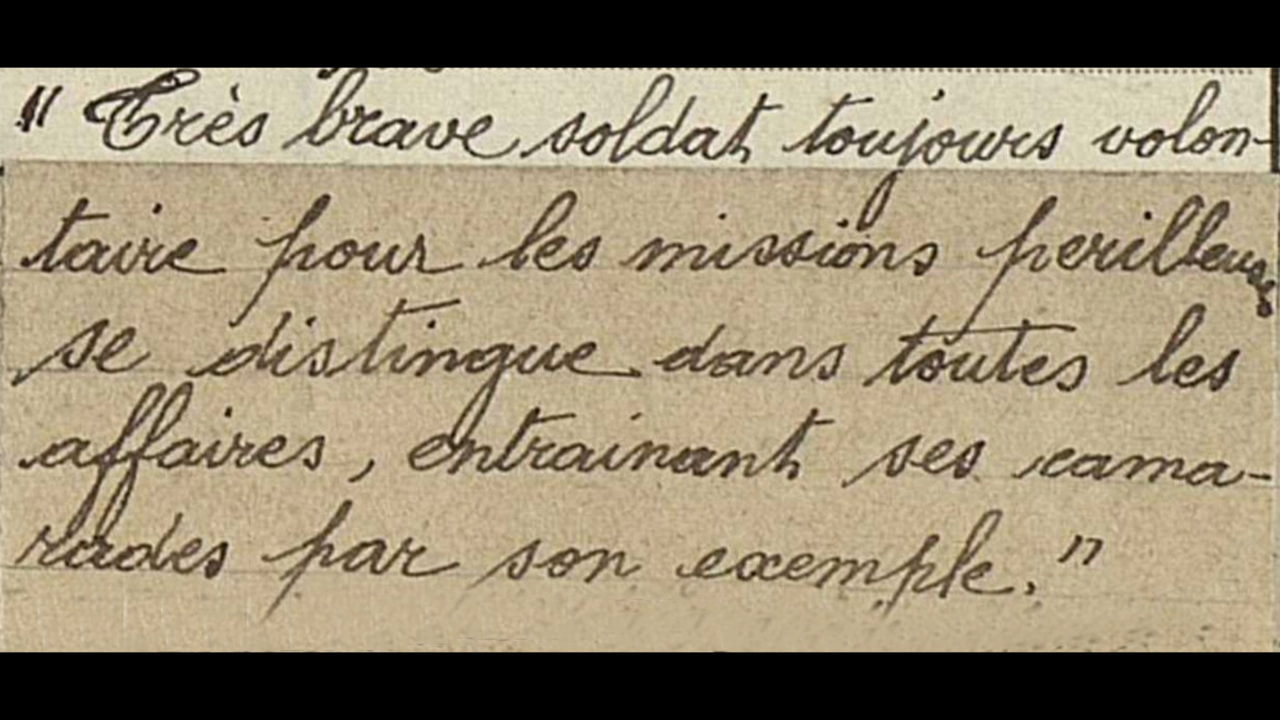 "Très brave soldat toujours volon-
taire pour les missions perilleuses
se distingue dans toutes les
affaires, entrainant ses cama-
rades par son exemple."